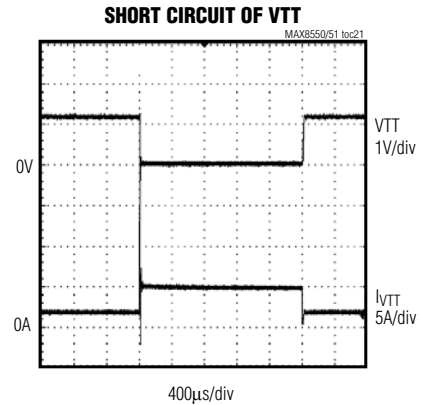 SHORT CIRCUIT OF VTT
MAX8550/51 toc21
VTT
1V/div
0V
IVTT
5A/div
0A
400μs/div